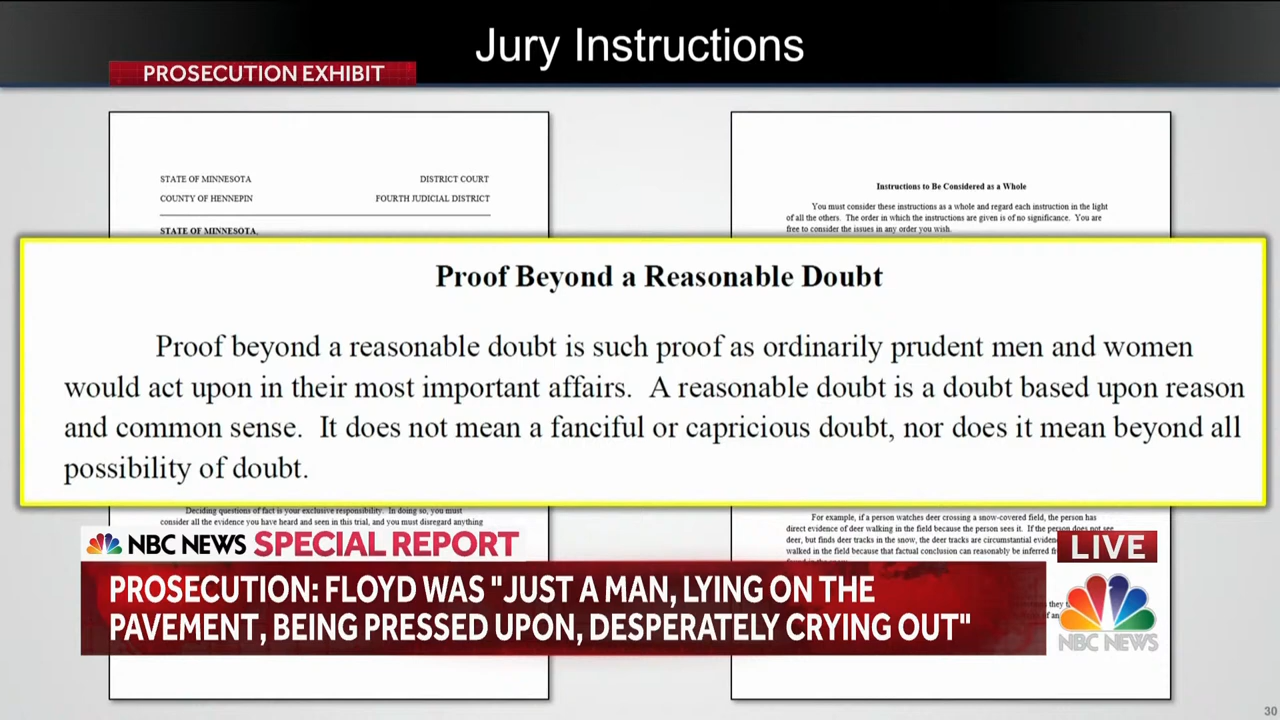 Jury Instructions
PROSECUTION EXHIBIT
STATE OF MINNESOTA DISTRICT COURT
COUNTY OF HENNEPIN FOURTH JUDICIAL DISTRICT
STATE OF MINNESOTA,
Instructions to Be Considered as a Whole
You must consider these instructions as a whole and regard each instruction in the light
of all the others. The order in which the instructions are given is of no significance. You are
free to consider the issues in any order you wish.
Proof Beyond a Reasonable Doubt
Proof beyond a reasonable doubt is such proof as ordinarily prudent men and women
would act upon in their most important affairs. A reasonable doubt is a doubt based upon reason
and common sense. It does not mean a fanciful or capricious doubt, nor does it mean beyond all
possibility of doubt.
Deciding questions of fact is your exclusive responsibility. In doing so, you must
consider all the evidence you have heard and seen in this trial, and you must disregard anything
For example, if a person watches deer crossing a snow-covered field, the person has
direct evidence of deer walking in the field because the person sees it. If the person does not see
deer, but finds deer tracks in the snow, the deer tracks are circumstantial
walked in the field because that factual conclusion can reasonably be inferred
NBC NEWS SPECIAL REPORT
LIVE
PROSECUTION: FLOYD WAS "JUST A MAN, LYING ON THE
PAVEMENT, BEING PRESSED UPON, DESPERATELY CRYING OUT"
NBC NEWS
30